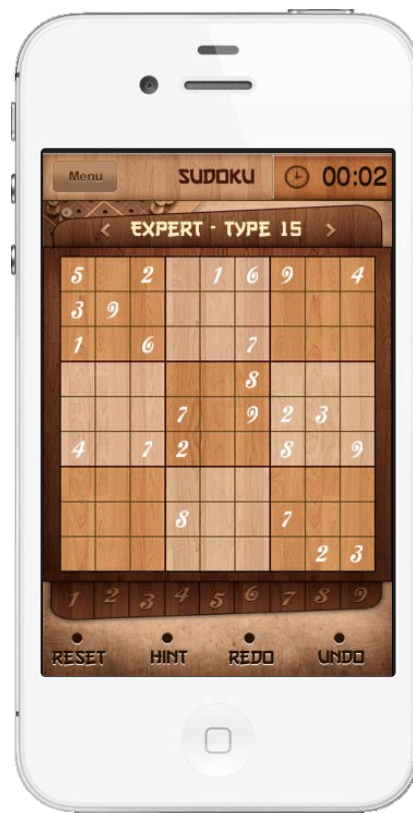 Menu SUDOKU 00:02
< EXPERT - TYPE 15 >
5 2 1 6 9 4
3 9
1 6 7
8
7 9 2 3
4 7 2 8 9
8 7
2 3
1 2 3 4 5 6 7 8 9
RESET HINT REDO UNDO